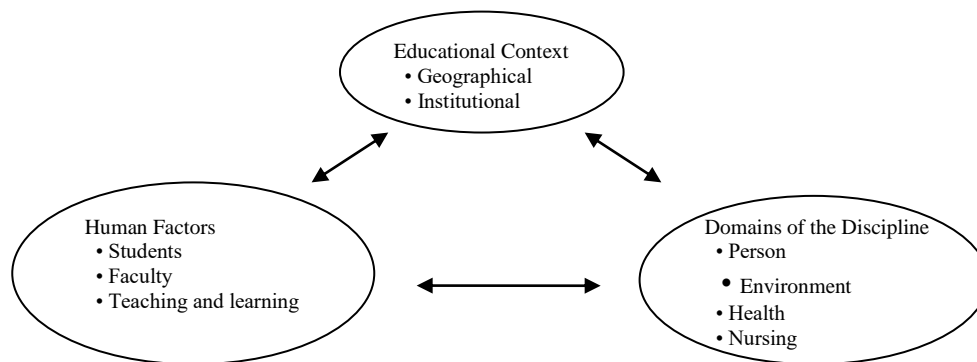 Educational Context
• Geographical
• Institutional
Human Factors
• Students
• Faculty
• Teaching and learning
Domains of the Discipline
• Person
• Environment
• Health
• Nursing